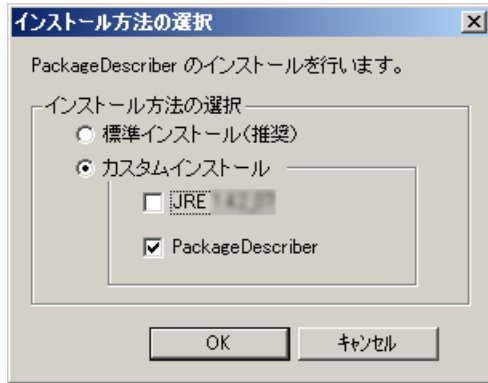 インストール方法の選択
PackageDescriber のインストールを行います。
インストール方法の選択
標準インストール(推奨)
カスタムインストール
JRE
PackageDescriber
OK
ｷｬﾝｾﾙ